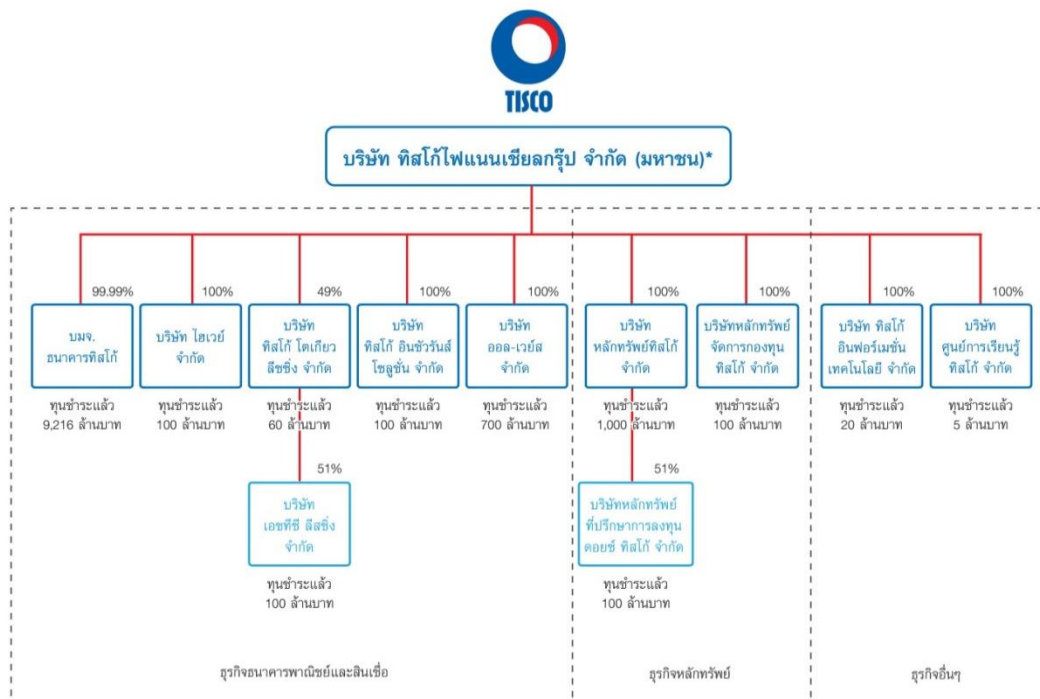 TISCO
บริษัท ทิสโก้ไฟแนนเชียลกรุ๊ป จำกัด (มหาชน)*
99.99%
บมจ.
ธนาคารทิสโก้
ทุนชำระแล้ว
9,216 ล้านบาท
100%
บริษัท ไฮเวย์
จำกัด
ทุนชำระแล้ว
100 ล้านบาท
49%
บริษัท
ทิสโก้ โตเกียว
ลีซซิ่ง จำกัด
ทุนชำระแล้ว
60 ล้านบาท
51%
บริษัท
เอชทีซี ลีสซิ่ง
จำกัด
ทุนชำระแล้ว
100 ล้านบาท
100%
บริษัท
ทิสโก้ อินชัวรันส์
โซลูชั่น จำกัด
ทุนชำระแล้ว
100 ล้านบาท
100%
บริษัท
ออล-เวย์ส
จำกัด
ทุนชำระแล้ว
700 ล้านบาท
ธุรกิจธนาคารพาณิชย์และสินเชื่อ
100%
บริษัท
หลักทรัพย์ทิสโก้
จำกัด
ทุนชำระแล้ว
1,000 ล้านบาท
51%
บริษัทหลักทรัพย์
ที่ปรึกษาการลงทุน
ดอยซ์ ทิสโก้ จำกัด
ทุนชำระแล้ว
100 ล้านบาท
100%
บริษัทหลักทรัพย์
จัดการกองทุน
ทิสโก้ จำกัด
ทุนชำระแล้ว
100 ล้านบาท
ธุรกิจหลักทรัพย์
100%
บริษัท ทิสโก้
อินฟอร์เมชั่น
เทคโนโลยี จำกัด
ทุนชำระแล้ว
20 ล้านบาท
100%
บริษัท
ศูนย์การเรียนรู้
ทิสโก้ จำกัด
ทุนชำระแล้ว
5 ล้านบาท
ธุรกิจอื่นๆ